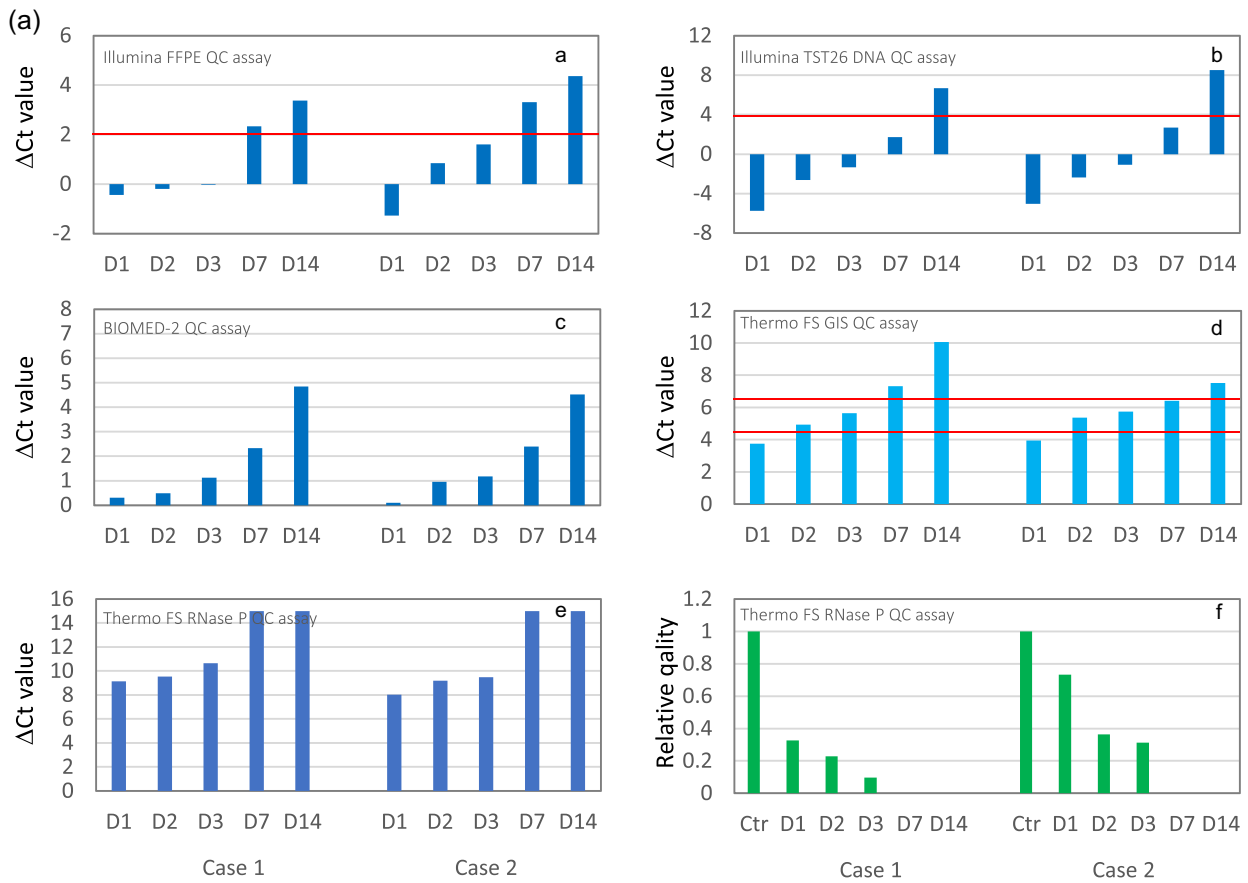 (a)
Illumina FFPE QC assay
a
ΔCt value
6
4
2
0
-2
D1 D2 D3 D7 D14 D1 D2 D3 D7 D14
Illumina TST26 DNA QC assay
b
ΔCt value
12
8
4
0
-4
-8
D1 D2 D3 D7 D14 D1 D2 D3 D7 D14
BIOMED-2 QC assay
c
ΔCt value
8
7
6
5
4
3
2
1
0
D1 D2 D3 D7 D14 D1 D2 D3 D7 D14
Thermo FS GIS QC assay
d
ΔCt value
12
10
8
6
4
2
0
D1 D2 D3 D7 D14 D1 D2 D3 D7 D14
Thermo FS RNase P QC assay
e
ΔCt value
16
14
12
10
8
6
4
2
0
D1 D2 D3 D7 D14 D1 D2 D3 D7 D14
Case 1 Case 2
Thermo FS RNase P QC assay
f
Relative qality
1.2
1
0.8
0.6
0.4
0.2
0
Ctr D1 D2 D3 D7 D14 Ctr D1 D2 D3 D7 D14
Case 1 Case 2